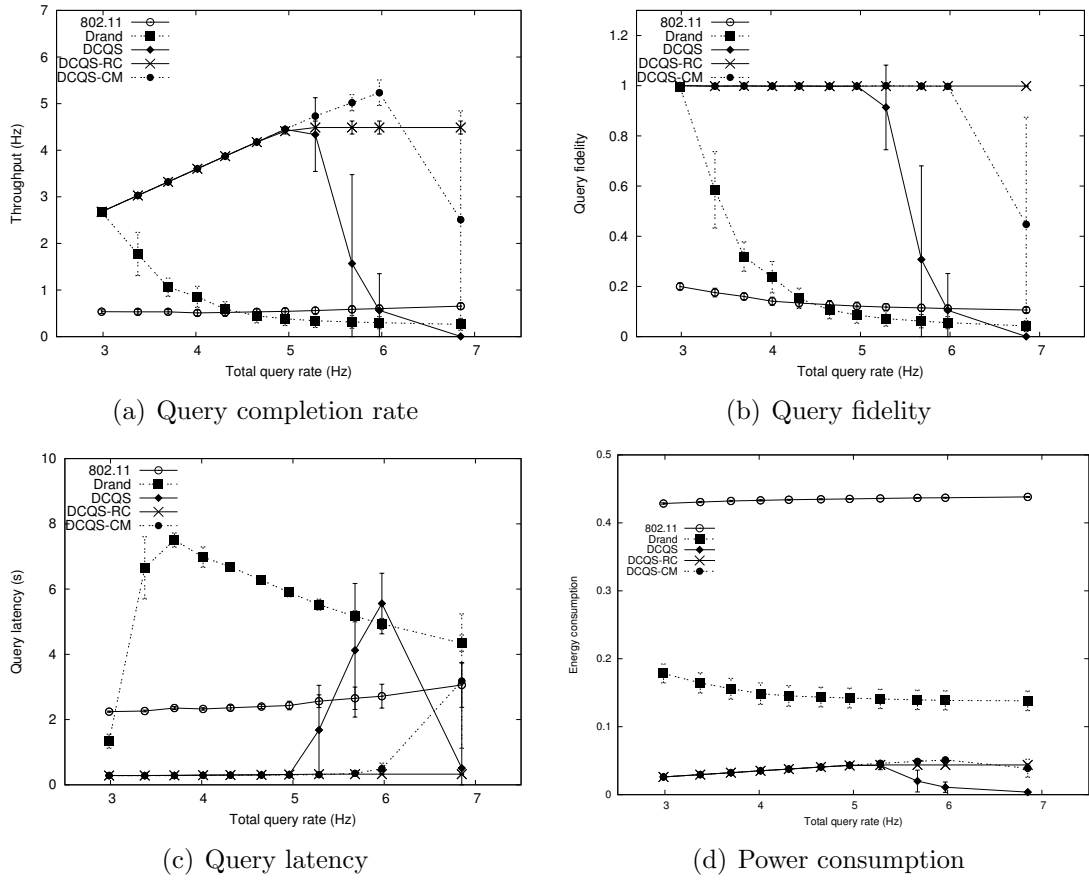 7
6
5
4
3
2
1
0
3 4 5 6 7
Throughput (Hz)
Total query rate (Hz)
802.11
Drand
DCQS
DCQS-RC
DCQS-CM
(a) Query completion rate
1.2
1
0.8
0.6
0.4
0.2
0
3 4 5 6 7
Query fidelity
Total query rate (Hz)
802.11
Drand
DCQS
DCQS-RC
DCQS-CM
(b) Query fidelity
10
8
6
4
2
0
3 4 5 6 7
Query latency (s)
Total query rate (Hz)
802.11
Drand
DCQS
DCQS-RC
DCQS-CM
(c) Query latency
0.5
0.4
0.3
0.2
0.1
0
3 4 5 6 7
Energy consumption
Total query rate (Hz)
802.11
Drand
DCQS
DCQS-RC
DCQS-CM
(d) Power consumption